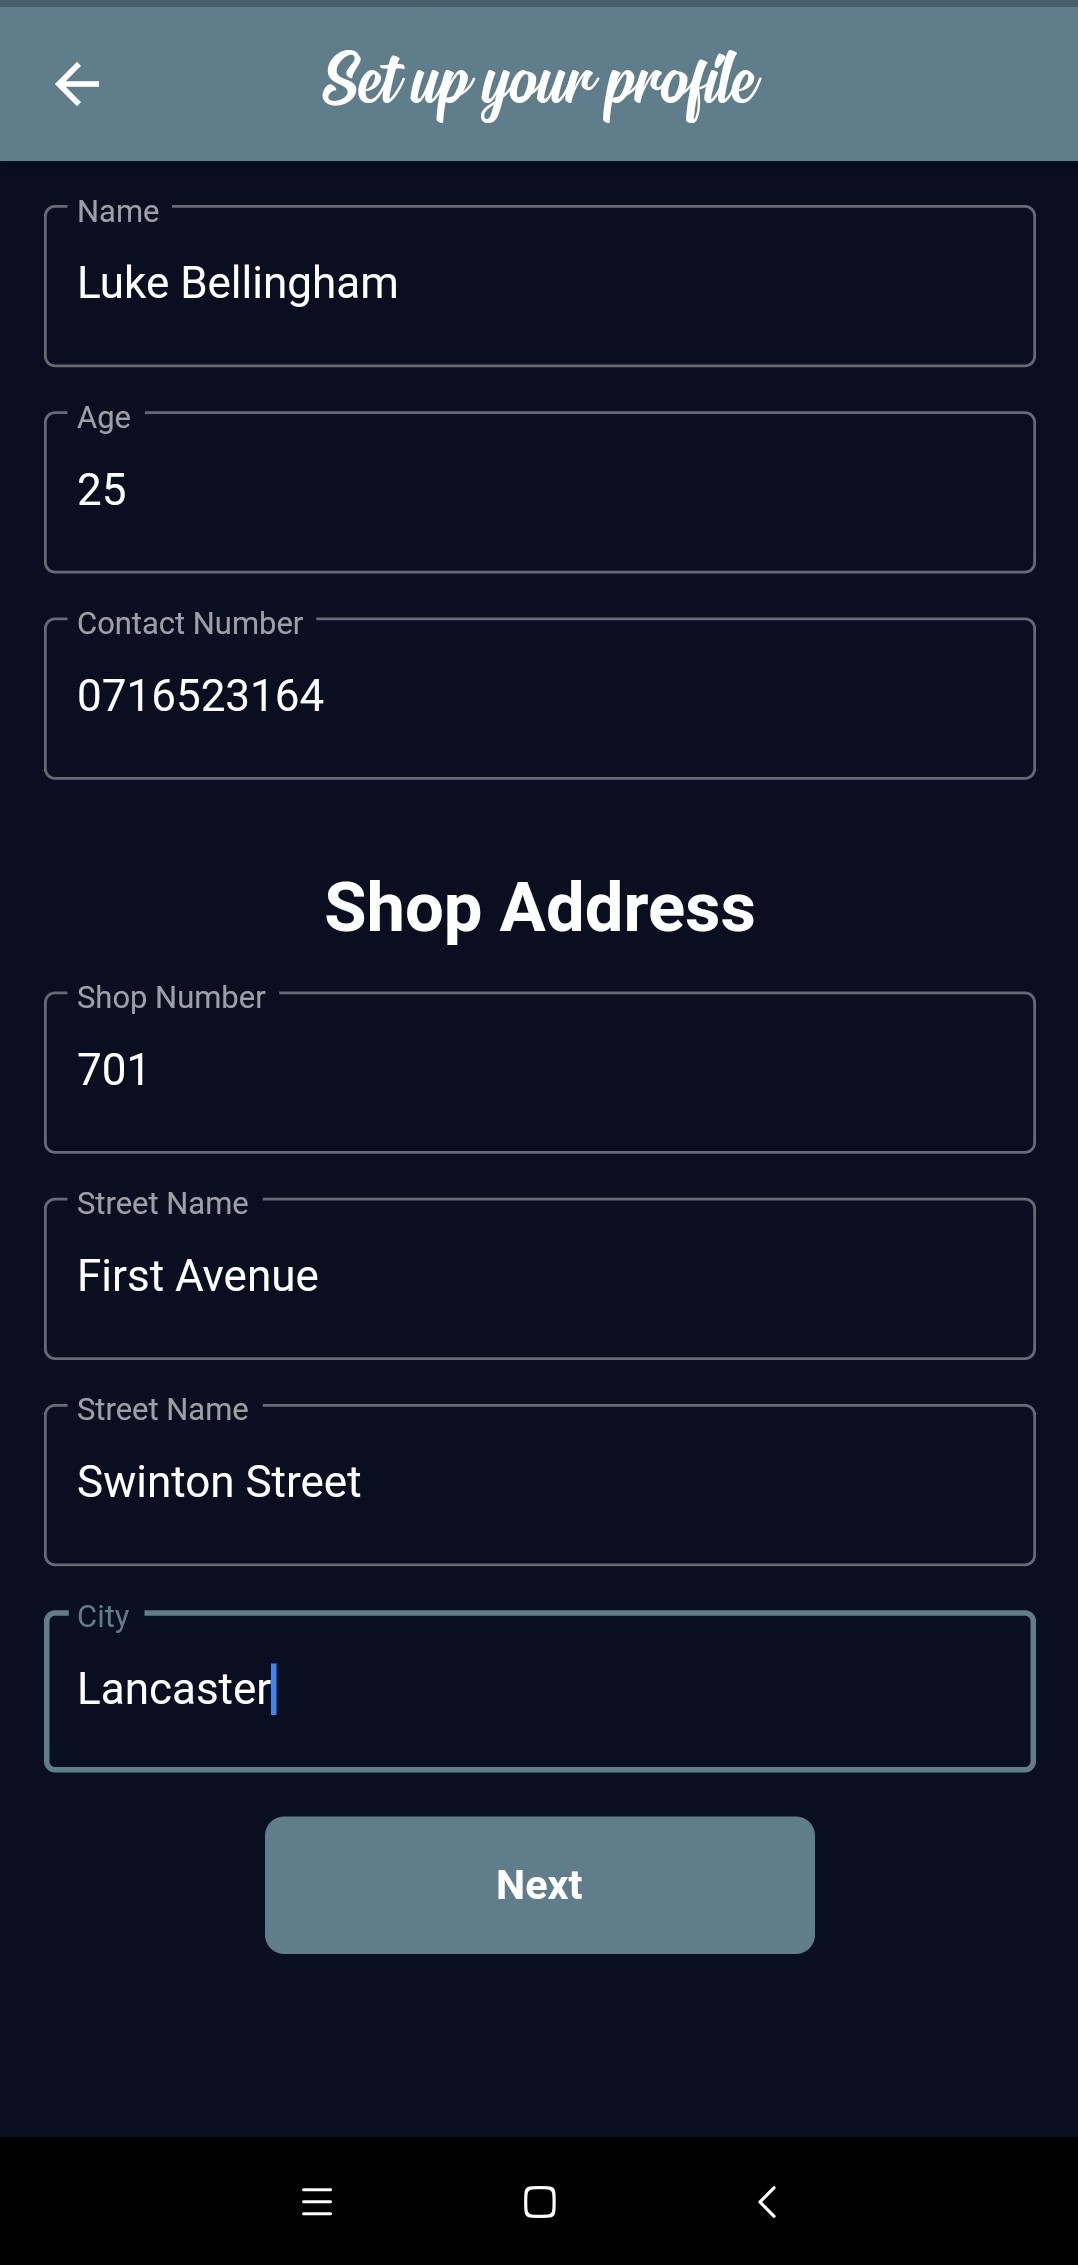 Set up your profile
Name
Luke Bellingham
Age
25
Contact Number
0716523164
Shop Address
Shop Number
701
Street Name
First Avenue
Street Name
Swinton Street
City
Lancaster
Next